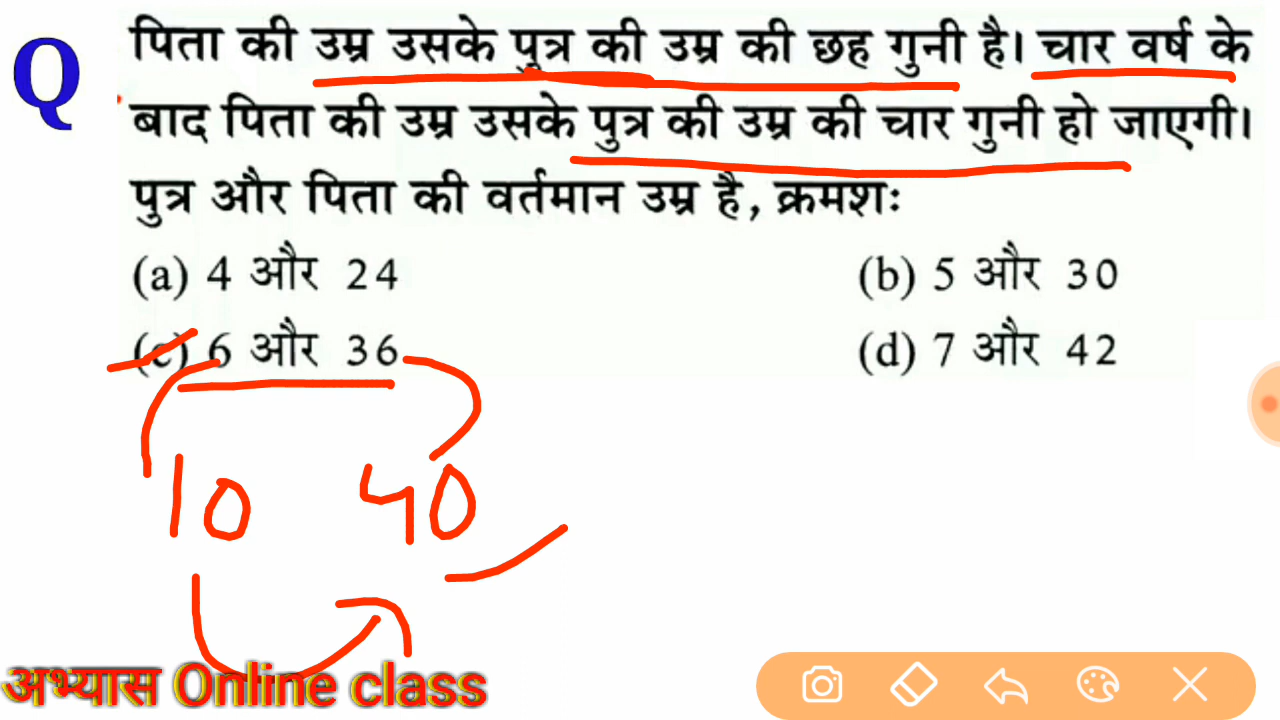 Q पिता की उम्र उसके पुत्र की उम्र की छह गुनी है। चार वर्ष के
बाद पिता की उम्र उसके पुत्र की उम्र की चार गुनी हो जाएगी।
पुत्र और पिता की वर्तमान उम्र है, क्रमशः
(a) 4 और 24 (b) 5 और 30
(c) 6 और 36 (d) 7 और 42
10 40
अभ्यास Online class